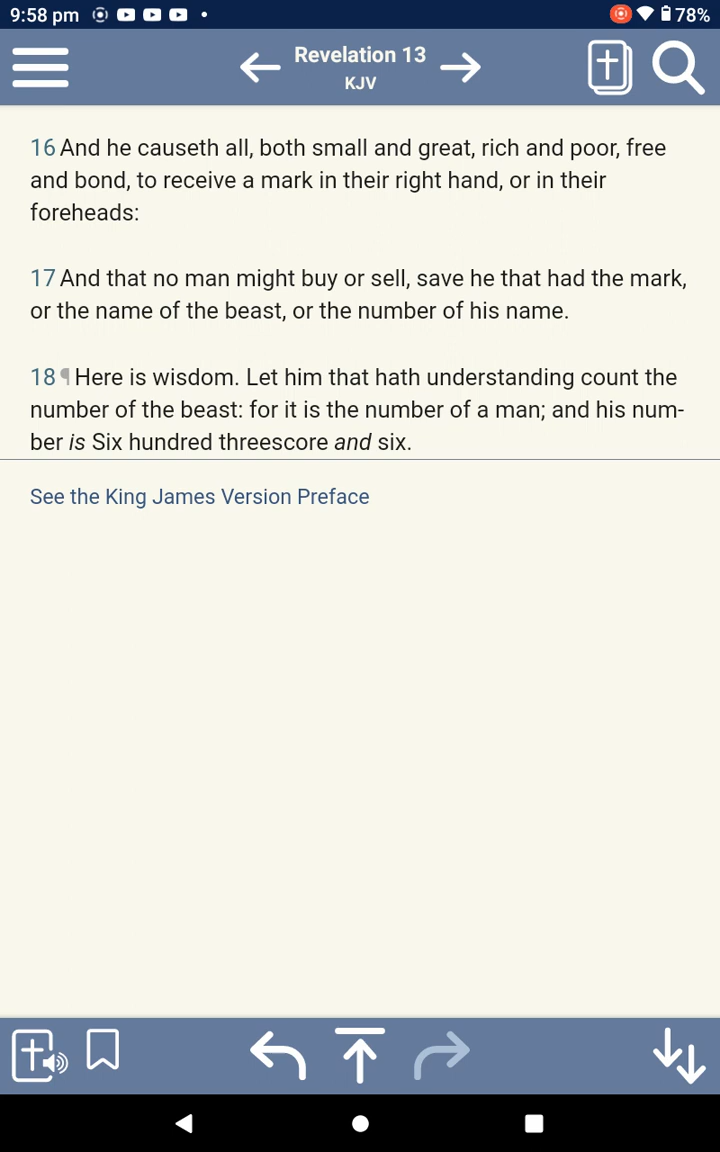 9:58 pm
78%
Revelation 13
KJV
16 And he causeth all, both small and great, rich and poor, free
and bond, to receive a mark in their right hand, or in their
foreheads:
17 And that no man might buy or sell, save he that had the mark,
or the name of the beast, or the number of his name.
18 ¶ Here is wisdom. Let him that hath understanding count the
number of the beast: for it is the number of a man; and his num-
ber is Six hundred threescore and six.
See the King James Version Preface